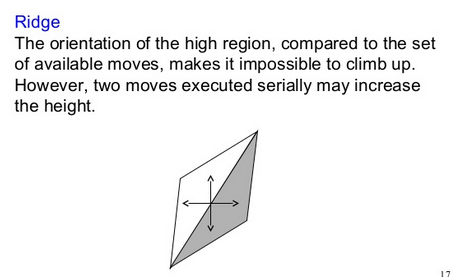 Ridge
The orientation of the high region, compared to the set
of available moves, makes it impossible to climb up.
However, two moves executed serially may increase
the height.
17